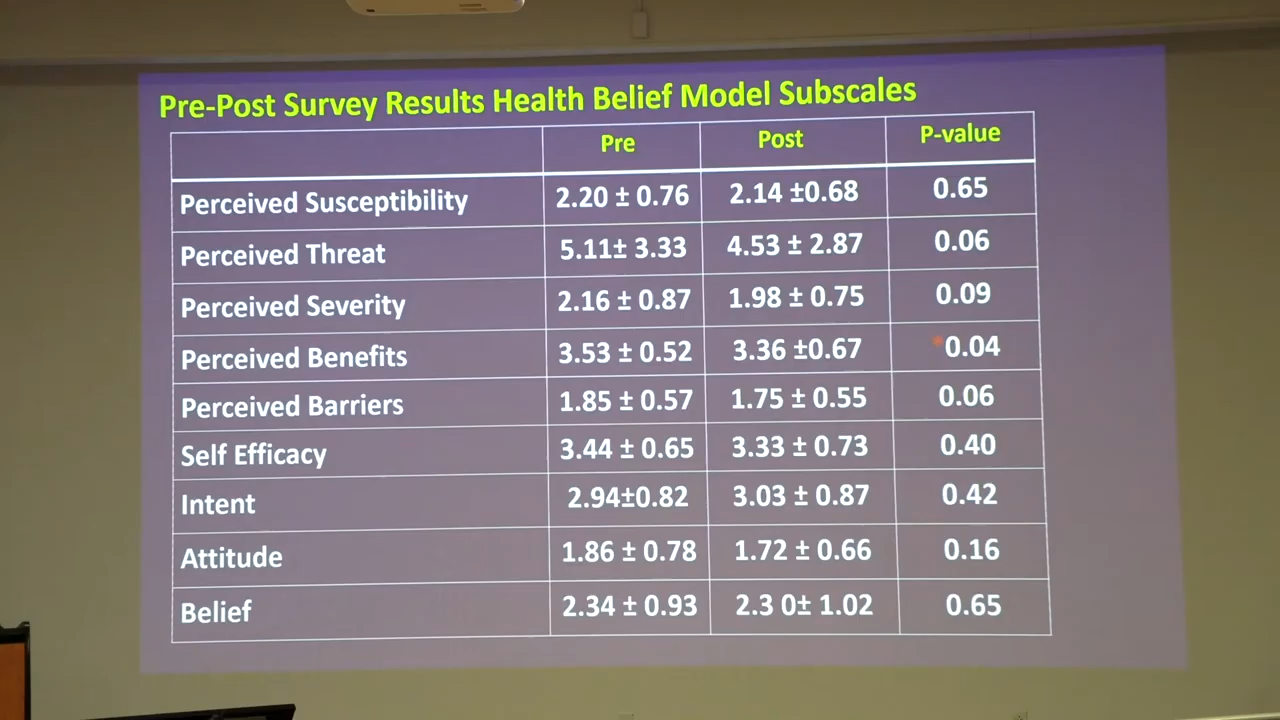 Pre-Post Survey Results Health Belief Model Subscales
Pre Post P-value
Perceived Susceptibility 2.20 ± 0.76 2.14 ±0.68 0.65
Perceived Threat 5.11± 3.33 4.53 ± 2.87 0.06
Perceived Severity 2.16 ± 0.87 1.98 ± 0.75 0.09
Perceived Benefits 3.53 ± 0.52 3.36 ±0.67 *0.04
Perceived Barriers 1.85 ± 0.57 1.75 ± 0.55 0.06
Self Efficacy 3.44 ± 0.65 3.33 ± 0.73 0.40
Intent 2.94±0.82 3.03 ± 0.87 0.42
Attitude 1.86 ± 0.78 1.72 ± 0.66 0.16
Belief 2.34 ± 0.93 2.3 0± 1.02 0.65